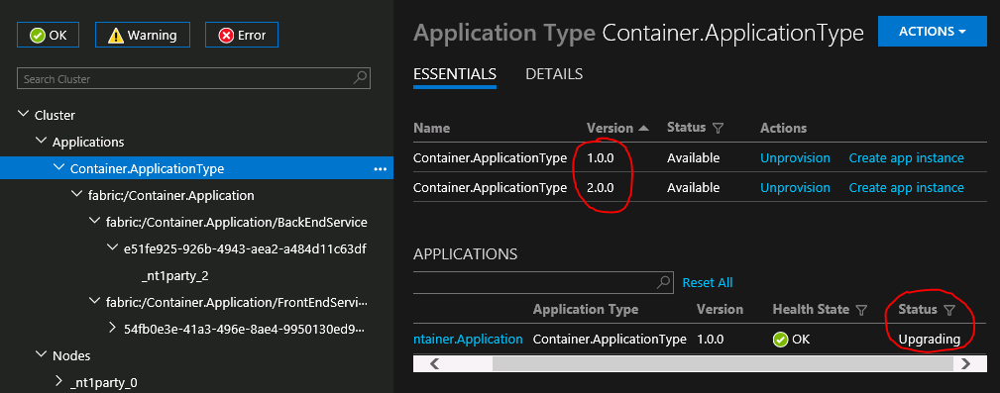 OK Warning Error
Search Cluster
Cluster
Applications
Container.ApplicationType ...
fabric:/Container.Application
fabric:/Container.Application/BackEndService
e51fe925-926b-4943-aea2-a484d11c63df
_nt1party_2
fabric:/Container.Application/FrontEndServi...
54fb0e3e-41a3-496e-8ae4-9950130ed9...
Nodes
_nt1party_0
Application Type Container.ApplicationType
ACTIONS
ESSENTIALS DETAILS
Name Version Status Actions
Container.ApplicationType 1.0.0 Available Unprovision Create app instance
Container.ApplicationType 2.0.0 Available Unprovision Create app instance
APPLICATIONS
Reset All
Application Type Version Health State Status
ntainer.Application Container.ApplicationType 1.0.0 OK Upgrading